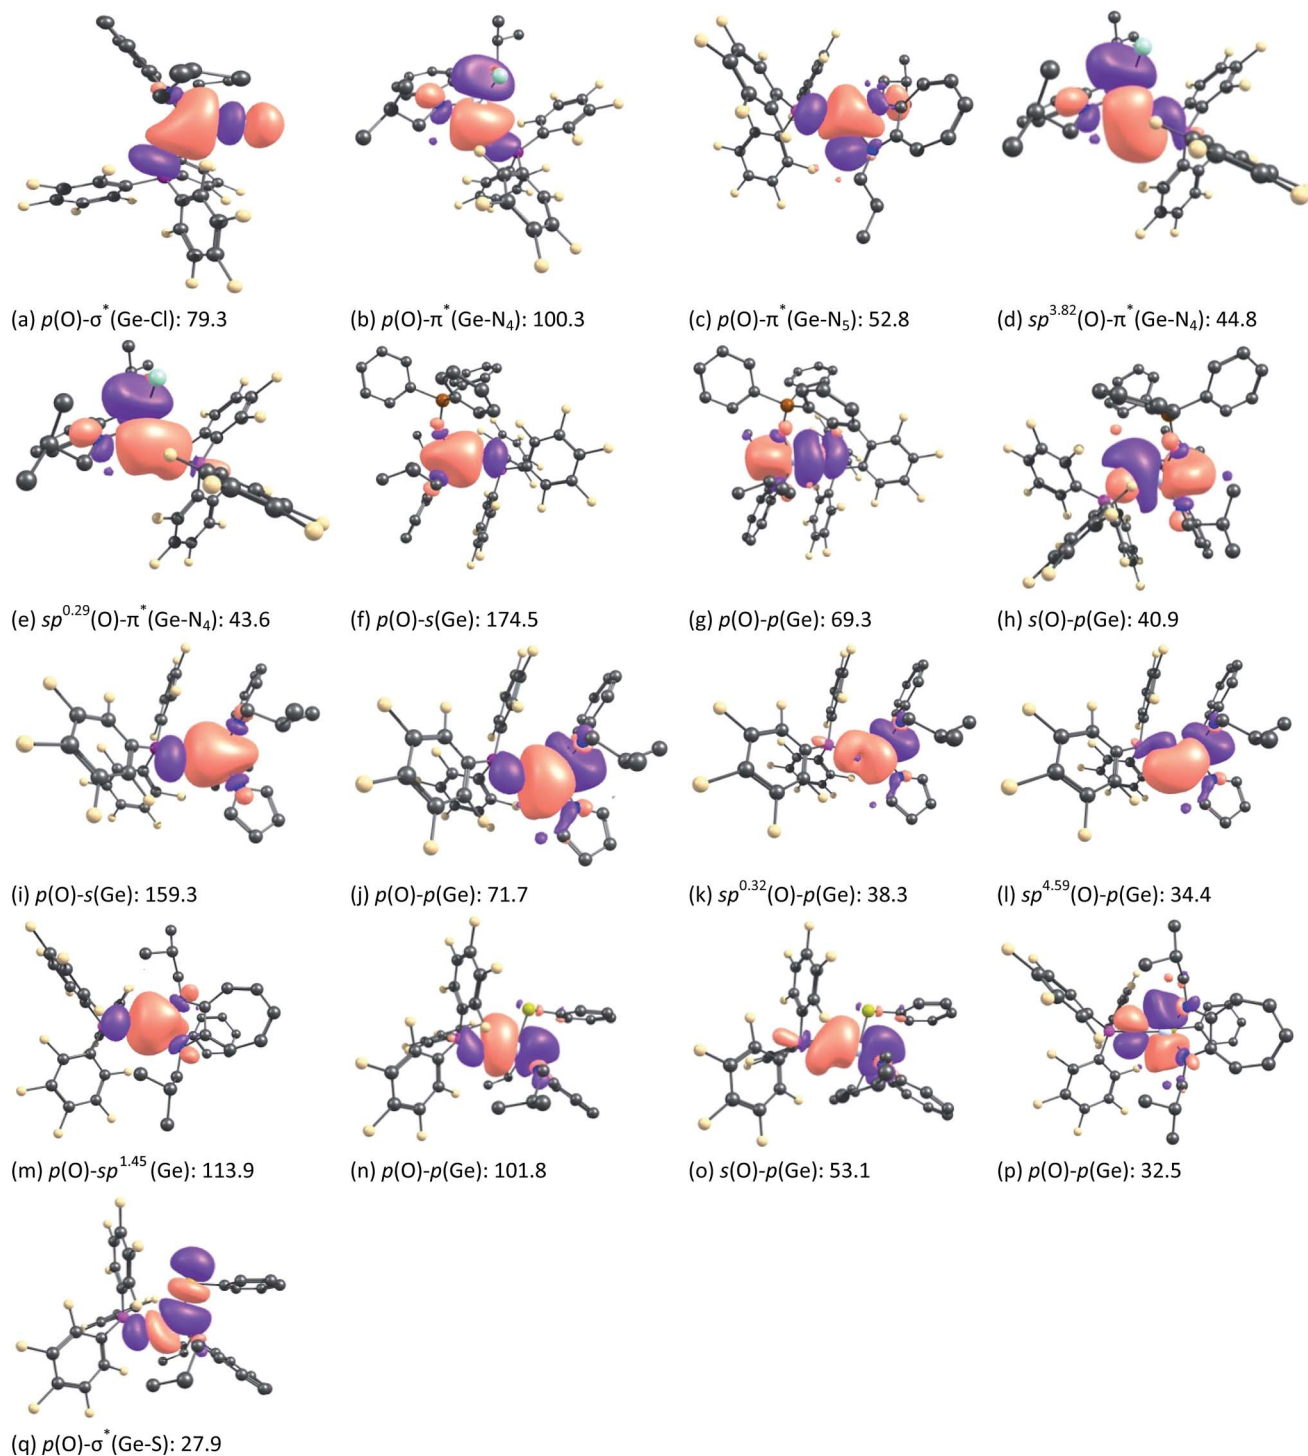 (a) p(O)-σ*(Ge-Cl): 79.3
(b) p(O)-π*(Ge-N₄): 100.3
(c) p(O)-π*(Ge-N₅): 52.8
(d) sp³·⁸²(O)-π*(Ge-N₄): 44.8
(e) sp⁰·²⁹(O)-π*(Ge-N₄): 43.6
(f) p(O)-s(Ge): 174.5
(g) p(O)-p(Ge): 69.3
(h) s(O)-p(Ge): 40.9
(i) p(O)-s(Ge): 159.3
(j) p(O)-p(Ge): 71.7
(k) sp⁰·³²(O)-p(Ge): 38.3
(l) sp⁴·⁵⁹(O)-p(Ge): 34.4
(m) p(O)-sp¹·⁴⁵(Ge): 113.9
(n) p(O)-p(Ge): 101.8
(o) s(O)-p(Ge): 53.1
(p) p(O)-p(Ge): 32.5
(q) p(O)-σ*(Ge-S): 27.9